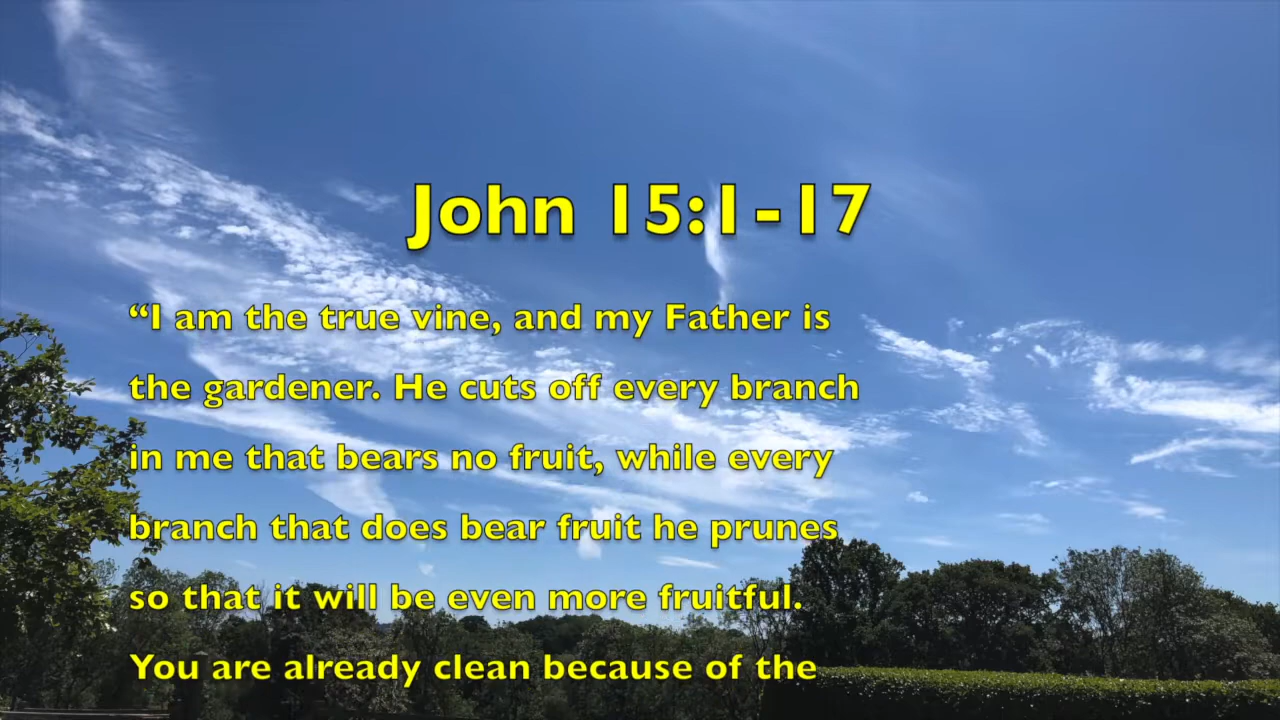 John 15:1-17
“I am the true vine, and my Father is
the gardener. He cuts off every branch
in me that bears no fruit, while every
branch that does bear fruit he prunes
so that it will be even more fruitful.
You are already clean because of the